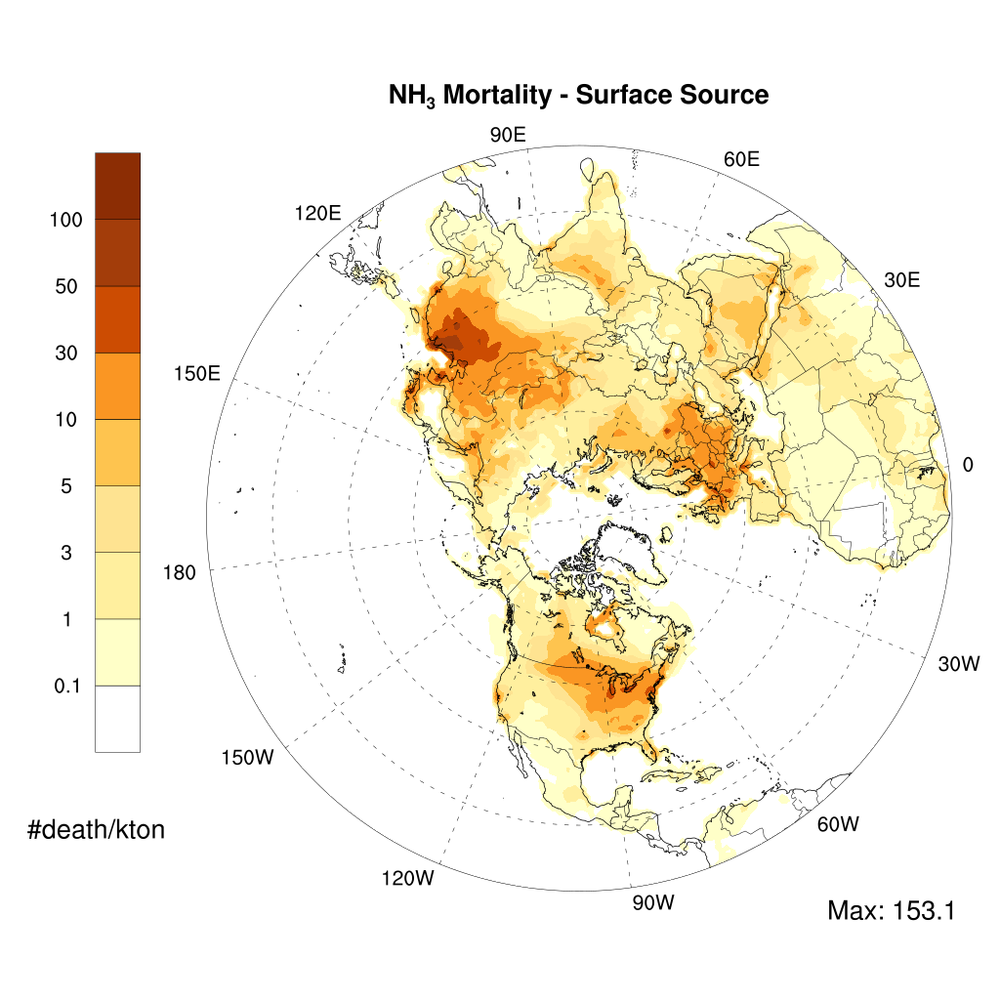 NH₃ Mortality - Surface Source
90E
60E
120E
30E
100
50
30
150E
10
5
0
3
180
1
30W
0.1
150W
#death/kton
60W
120W
90W
Max: 153.1